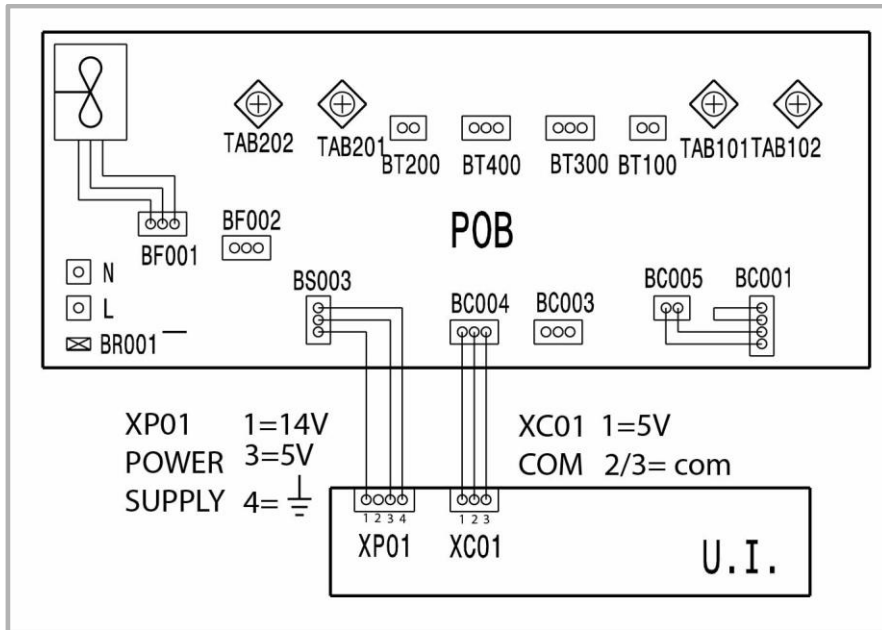 TAB202
TAB201
BT200
BT400
BT300
BT100
TAB101
TAB102
BF001
BF002
POB
N
L
BR001
BS003
BC004
BC003
BC005
BC001
XP01 1=14V
POWER 3=5V
SUPPLY 4=
XC01 1=5V
COM 2/3= com
1 2 3 4
XP01
1 2 3
XC01
U.I.